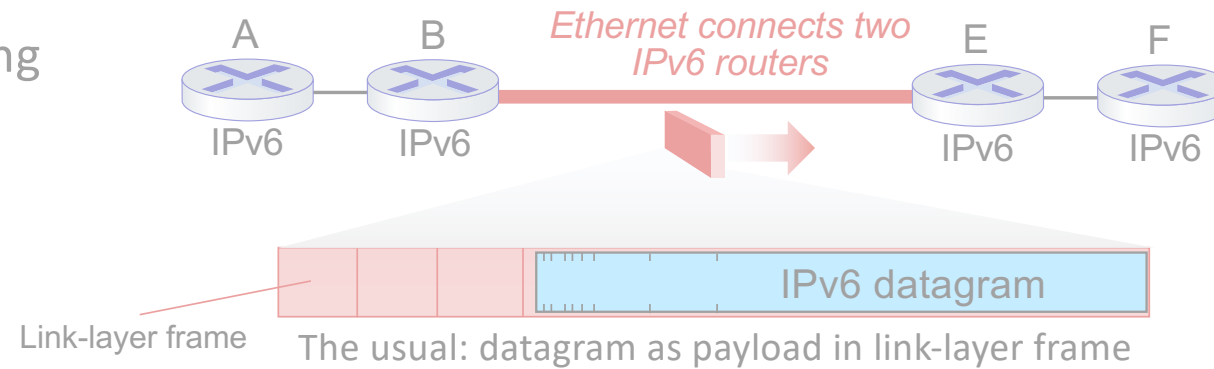 A
B
Ethernet connects two
IPv6 routers
E
F
IPv6
IPv6
IPv6
IPv6
IPv6 datagram
Link-layer frame
The usual: datagram as payload in link-layer frame